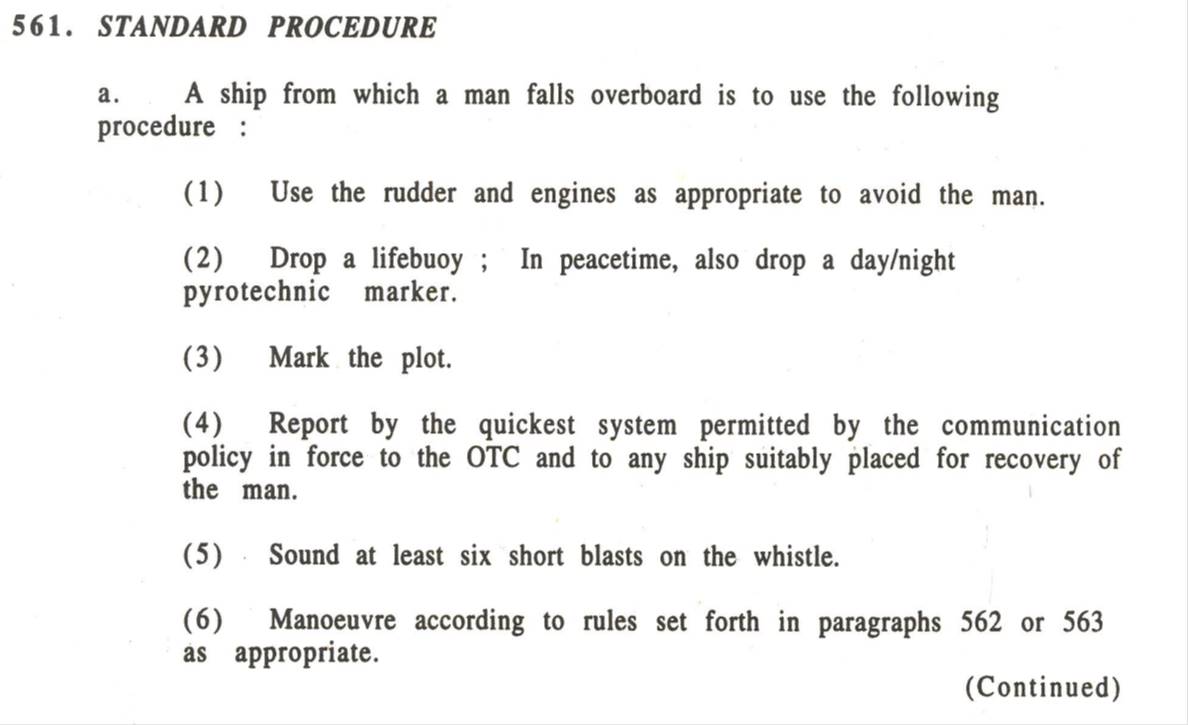 561. STANDARD PROCEDURE
a. A ship from which a man falls overboard is to use the following
procedure :
(1) Use the rudder and engines as appropriate to avoid the man.
(2) Drop a lifebuoy ; In peacetime, also drop a day/night
pyrotechnic marker.
(3) Mark the plot.
(4) Report by the quickest system permitted by the communication
policy in force to the OTC and to any ship suitably placed for recovery of
the man.
(5) Sound at least six short blasts on the whistle.
(6) Manoeuvre according to rules set forth in paragraphs 562 or 563
as appropriate.
(Continued)